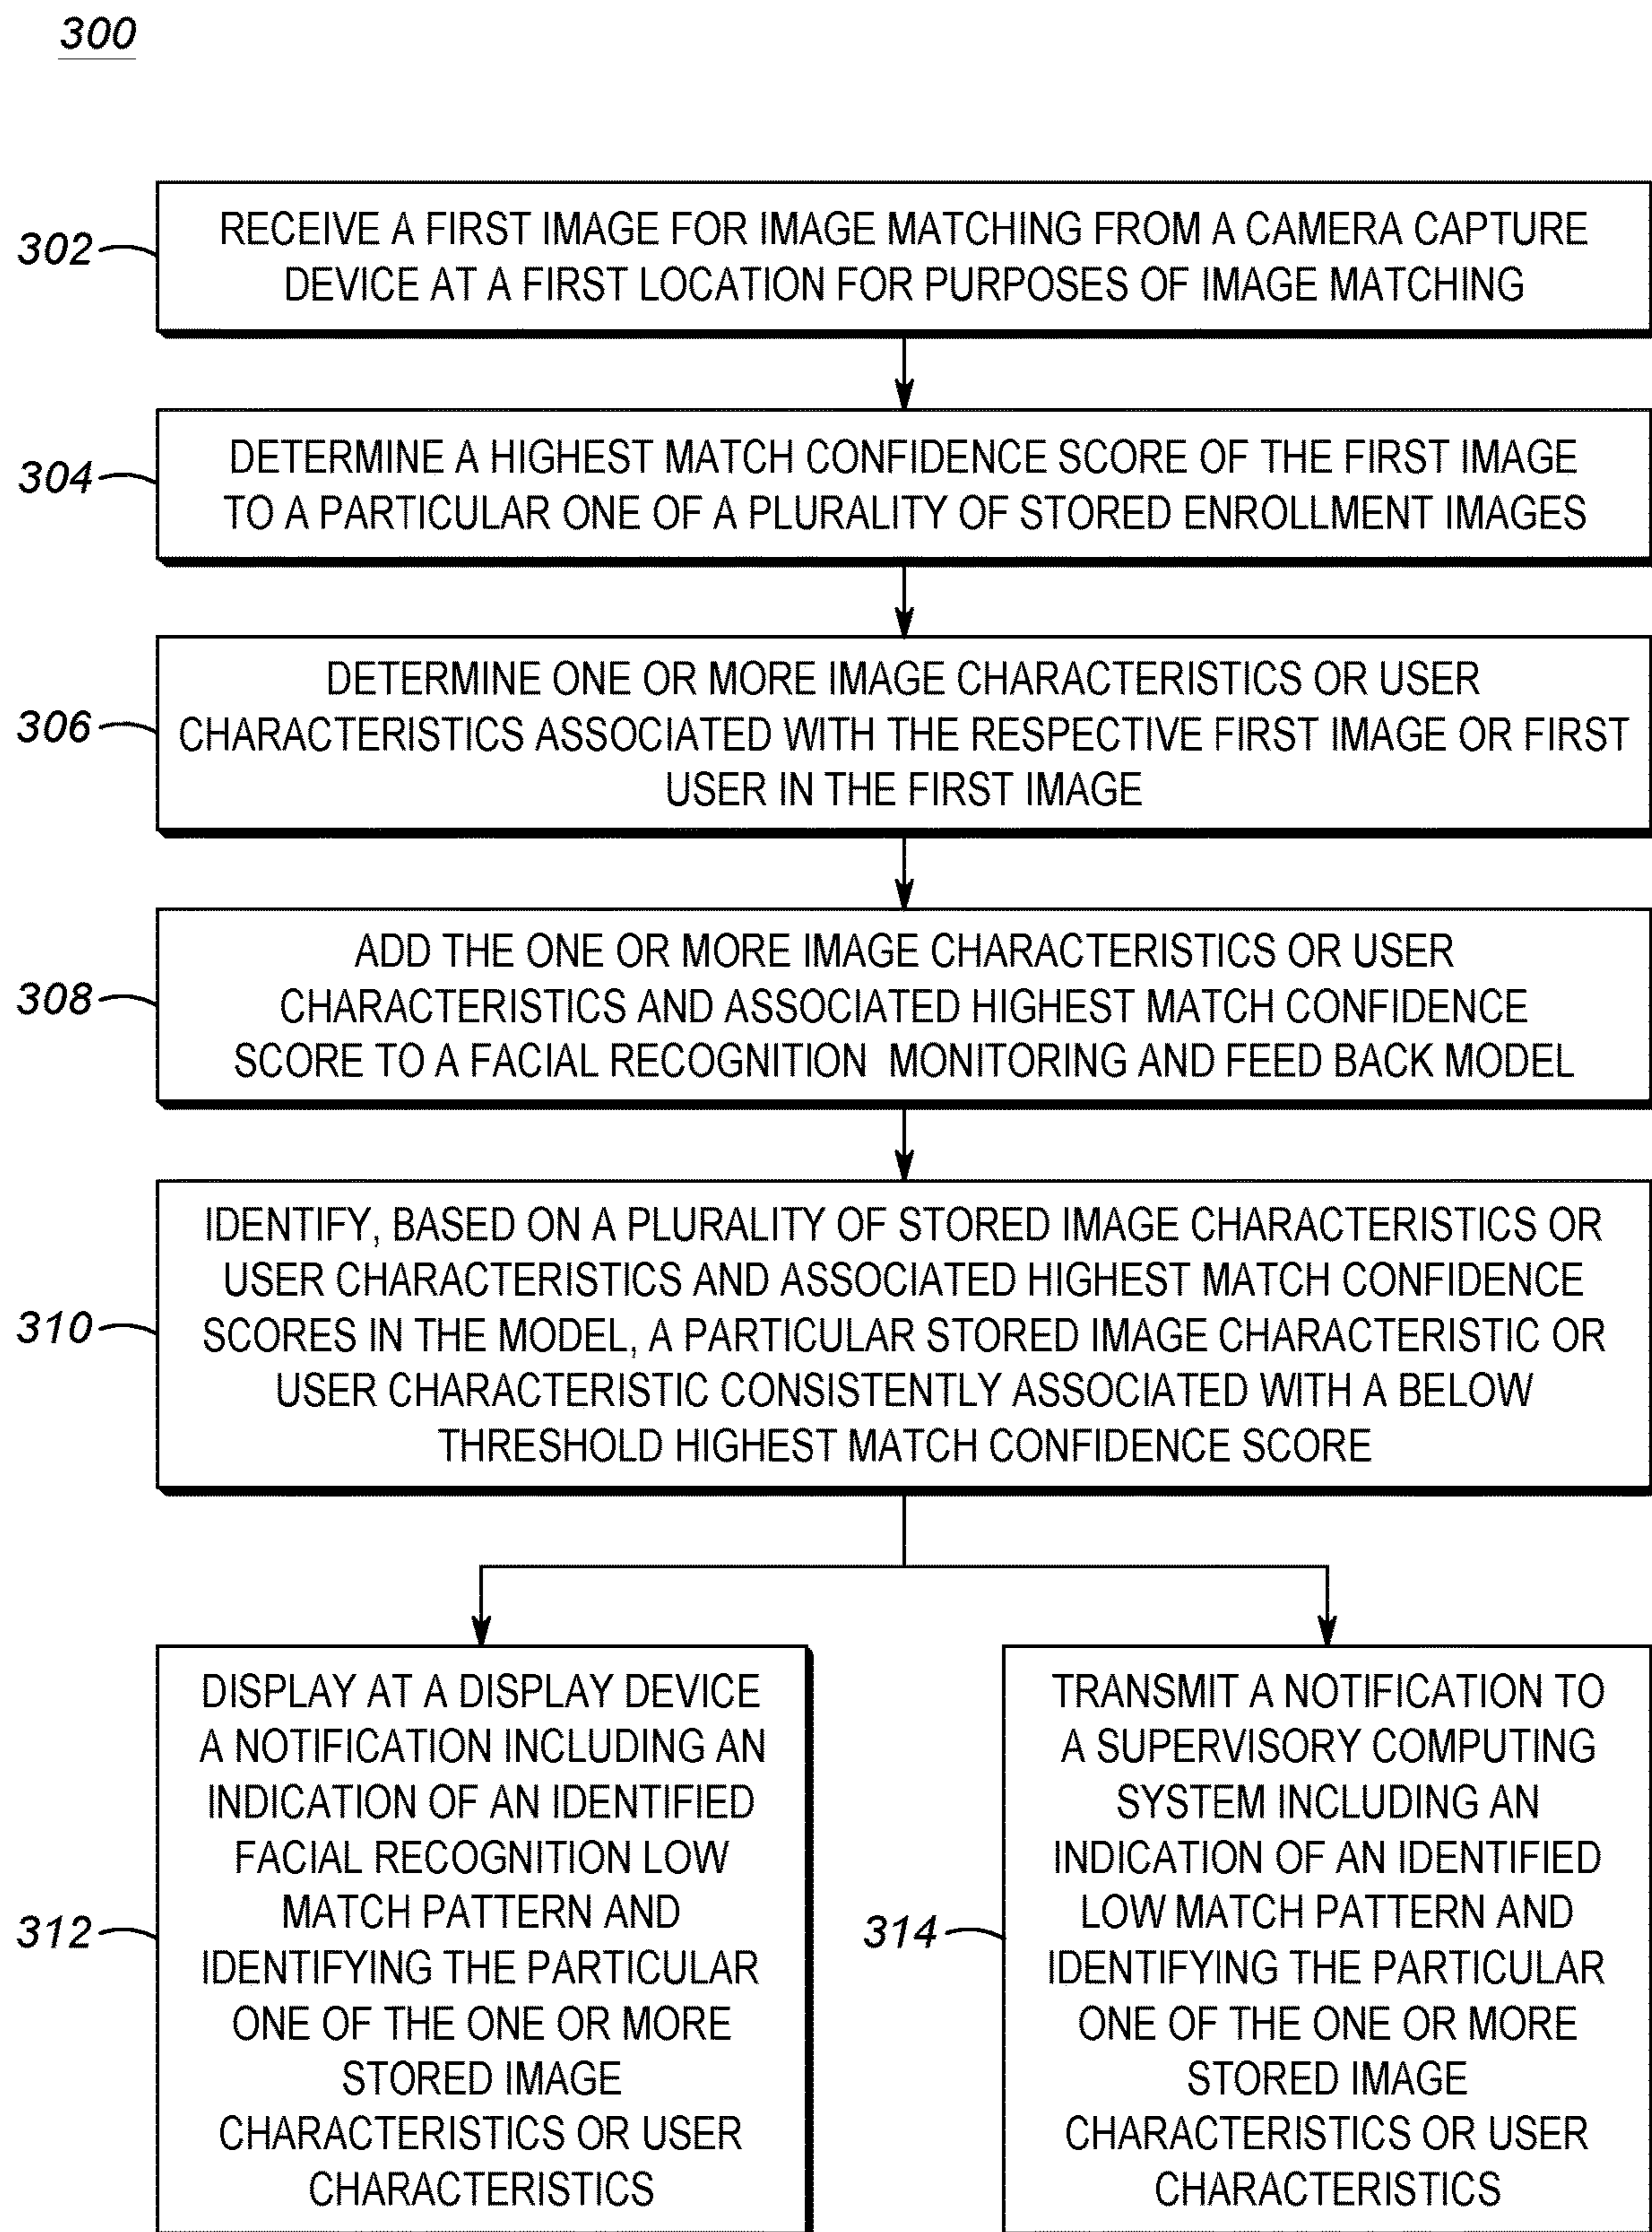 300
302
RECEIVE A FIRST IMAGE FOR IMAGE MATCHING FROM A CAMERA CAPTURE
DEVICE AT A FIRST LOCATION FOR PURPOSES OF IMAGE MATCHING
304
DETERMINE A HIGHEST MATCH CONFIDENCE SCORE OF THE FIRST IMAGE
TO A PARTICULAR ONE OF A PLURALITY OF STORED ENROLLMENT IMAGES
306
DETERMINE ONE OR MORE IMAGE CHARACTERISTICS OR USER
CHARACTERISTICS ASSOCIATED WITH THE RESPECTIVE FIRST IMAGE OR FIRST
USER IN THE FIRST IMAGE
308
ADD THE ONE OR MORE IMAGE CHARACTERISTICS OR USER
CHARACTERISTICS AND ASSOCIATED HIGHEST MATCH CONFIDENCE
SCORE TO A FACIAL RECOGNITION MONITORING AND FEED BACK MODEL
310
IDENTIFY, BASED ON A PLURALITY OF STORED IMAGE CHARACTERISTICS OR
USER CHARACTERISTICS AND ASSOCIATED HIGHEST MATCH CONFIDENCE
SCORES IN THE MODEL, A PARTICULAR STORED IMAGE CHARACTERISTIC OR
USER CHARACTERISTIC CONSISTENTLY ASSOCIATED WITH A BELOW
THRESHOLD HIGHEST MATCH CONFIDENCE SCORE
312
DISPLAY AT A DISPLAY DEVICE
A NOTIFICATION INCLUDING AN
INDICATION OF AN IDENTIFIED
FACIAL RECOGNITION LOW
MATCH PATTERN AND
IDENTIFYING THE PARTICULAR
ONE OF THE ONE OR MORE
STORED IMAGE
CHARACTERISTICS OR USER
CHARACTERISTICS
314
TRANSMIT A NOTIFICATION TO
A SUPERVISORY COMPUTING
SYSTEM INCLUDING AN
INDICATION OF AN IDENTIFIED
LOW MATCH PATTERN AND
IDENTIFYING THE PARTICULAR
ONE OF THE ONE OR MORE
STORED IMAGE
CHARACTERISTICS OR USER
CHARACTERISTICS